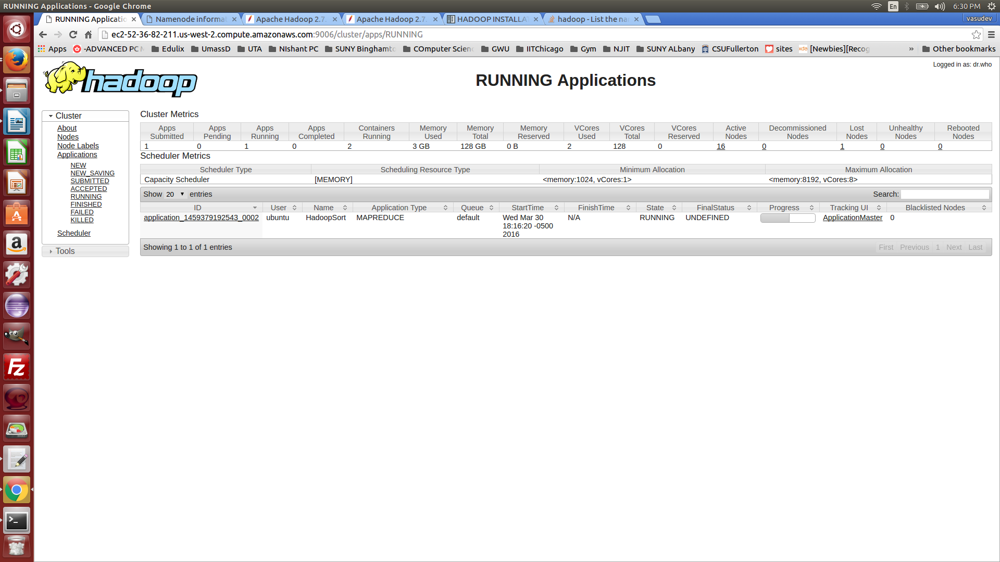 RUNNING Applications - Google Chrome
En
6:30 PM
RUNNING Applicatio
Namenode informat
Apache Hadoop 2.7.
Apache Hadoop 2.7.
HADOOP INSTALLAT
hadoop - List the na
vasudev
ec2-52-36-82-211.us-west-2.compute.amazonaws.com:9006/cluster/apps/RUNNING
Apps
-ADVANCED PC M
Edulix
UmassD
UTA
NIshant PC
SUNY Binghamto
COmputer Scienc
GWU
IITChicago
Gym
NJIT
SUNY ALbany
CSUFullerton
sites
xda
[Newbies][Recog
»
Other bookmarks
hadoop
RUNNING Applications
Logged in as: dr.who
Cluster
About
Nodes
Node Labels
Applications
NEW
NEW_SAVING
SUBMITTED
ACCEPTED
RUNNING
FINISHED
FAILED
KILLED
Scheduler
Tools
Cluster Metrics
Apps Submitted Apps Pending Apps Running Apps Completed Containers Running Memory Used Memory Total Memory Reserved VCores Used VCores Total VCores Reserved Active Nodes Decommissioned Nodes Lost Nodes Unhealthy Nodes Rebooted Nodes
1 0 1 0 2 3 GB 128 GB 0 B 2 128 0 16 0 1 0 0
Scheduler Metrics
Scheduler Type Scheduling Resource Type Minimum Allocation Maximum Allocation
Capacity Scheduler [MEMORY] <memory:1024, vCores:1> <memory:8192, vCores:8>
Show 20 entries Search:
ID User Name Application Type Queue StartTime FinishTime State FinalStatus Progress Tracking UI Blacklisted Nodes
application_1459379192543_0002 ubuntu HadoopSort MAPREDUCE default Wed Mar 30 18:16:20 -0500 2016 N/A RUNNING UNDEFINED ApplicationMaster 0
Showing 1 to 1 of 1 entries First Previous 1 Next Last